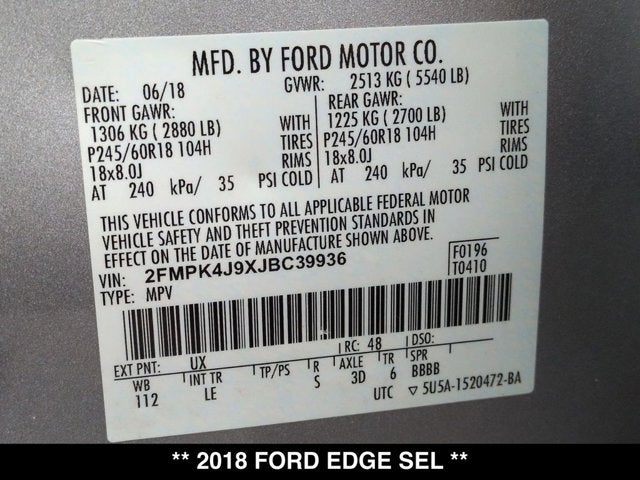 MFD. BY FORD MOTOR CO.
DATE: 06/18 GVWR: 2513 KG ( 5540 LB)
FRONT GAWR: REAR GAWR:
1306 KG ( 2880 LB) WITH 1225 KG ( 2700 LB) WITH
P245/60R18 104H TIRES P245/60R18 104H TIRES
18x8.0J RIMS 18x8.0J RIMS
AT 240 kPa/ 35 PSI COLD AT 240 kPa/ 35 PSI COLD
THIS VEHICLE CONFORMS TO ALL APPLICABLE FEDERAL MOTOR
VEHICLE SAFETY AND THEFT PREVENTION STANDARDS IN
EFFECT ON THE DATE OF MANUFACTURE SHOWN ABOVE.
VIN: 2FMPK4J9XJBC39936 F0196
TYPE: MPV T0410
EXT PNT: UX RC: 48 DSO:
WB INT TR TP/PS R AXLE TR SPR
112 LE S 3D 6 BBBB
UTC ▽ 5U5A-1520472-BA
** 2018 FORD EDGE SEL **